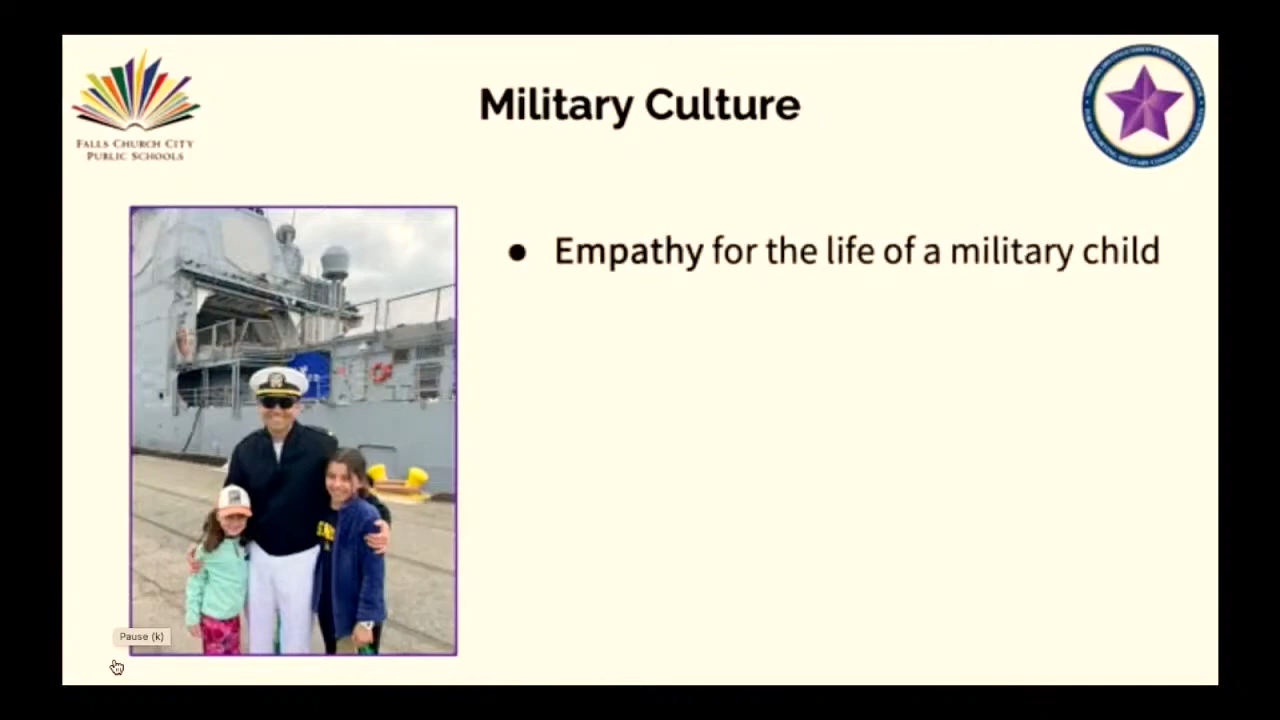 Military Culture
FALLS CHURCH CITY
PUBLIC SCHOOLS
● Empathy for the life of a military child
Pause (k)